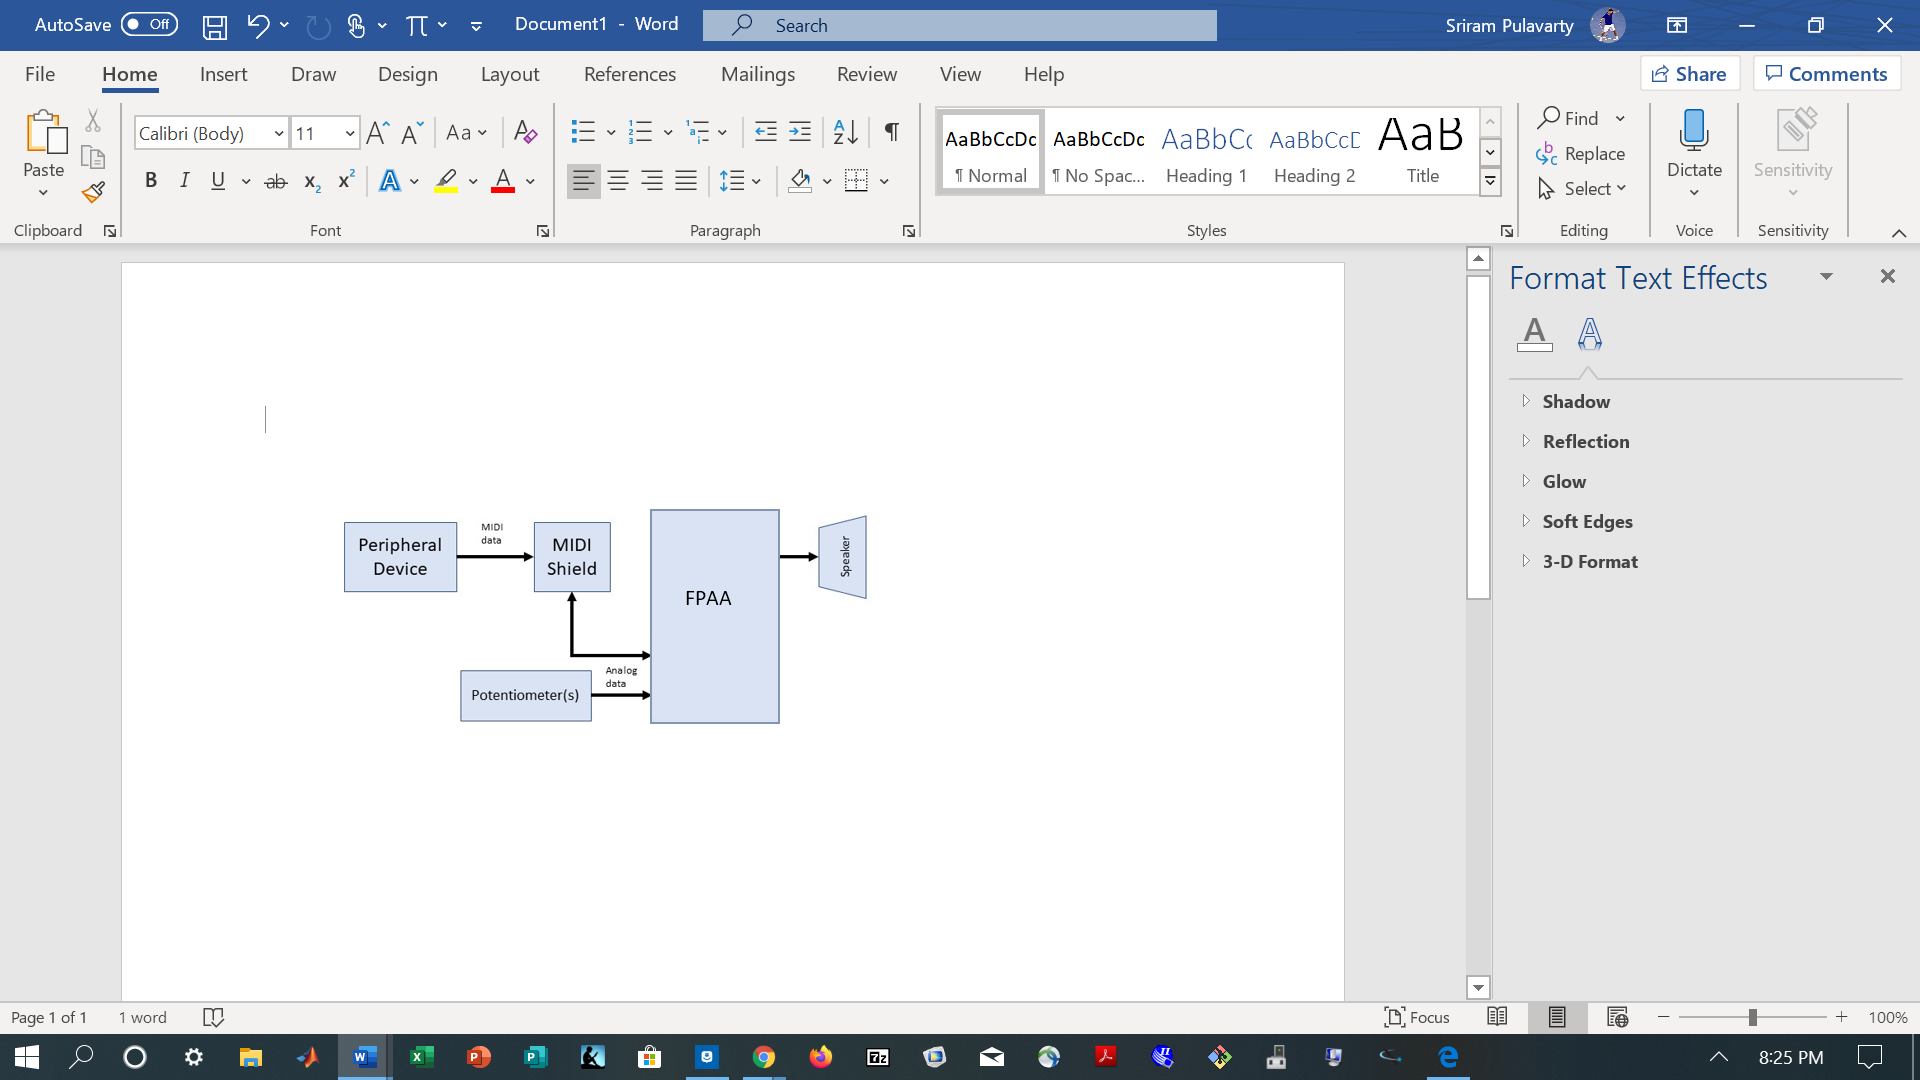 AutoSave Off Document1 - Word Search Sriram Pulavarty
File Home Insert Draw Design Layout References Mailings Review View Help Share Comments
Paste Calibri (Body) 11 Aa
B I U ab x2 x2 A A
AaBbCcDc AaBbCcDc AaBbCc AaBbCcD AaB
¶ Normal ¶ No Spac... Heading 1 Heading 2 Title
Find
Replace
Select
Dictate
Sensitivity
Clipboard Font Paragraph Styles Editing Voice Sensitivity
Format Text Effects
Shadow
Reflection
Glow
Soft Edges
3-D Format
Peripheral
Device
MIDI
data
MIDI
Shield
FPAA
Speaker
Analog
data
Potentiometer(s)
Page 1 of 1 1 word Focus 100%
8:25 PM